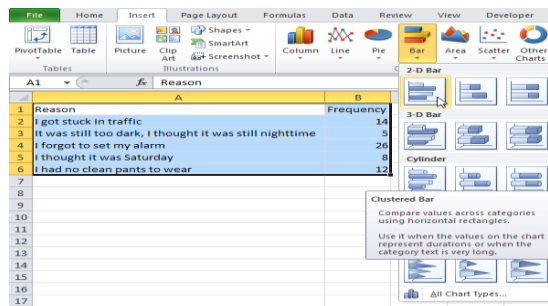 File Home Insert Page Layout Formulas Data Review View Developer
PivotTable Table Picture Clip Art Shapes SmartArt Screenshot Column Line Pie Bar Area Scatter Other Charts
Tables Illustrations
A1 fx Reason
2-D Bar
A B
1 Reason Frequency
2 I got stuck in traffic 14
3 It was still too dark, I thought it was still nighttime 5
4 I forgot to set my alarm 26
5 I thought it was Saturday 8
6 I had no clean pants to wear 12
7
8
9
10
11
12
13
14
15
16
17
3-D Bar
Cylinder
Clustered Bar
Compare values across categories
using horizontal rectangles.
Use it when the values on the chart
represent durations or when the
category text is very long.
All Chart Types...